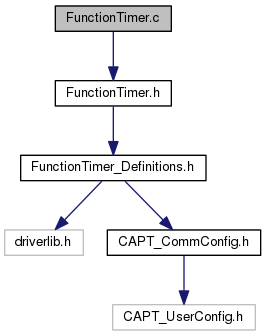 FunctionTimer.c
FunctionTimer.h
FunctionTimer_Definitions.h
driverlib.h
CAPT_CommConfig.h
CAPT_UserConfig.h